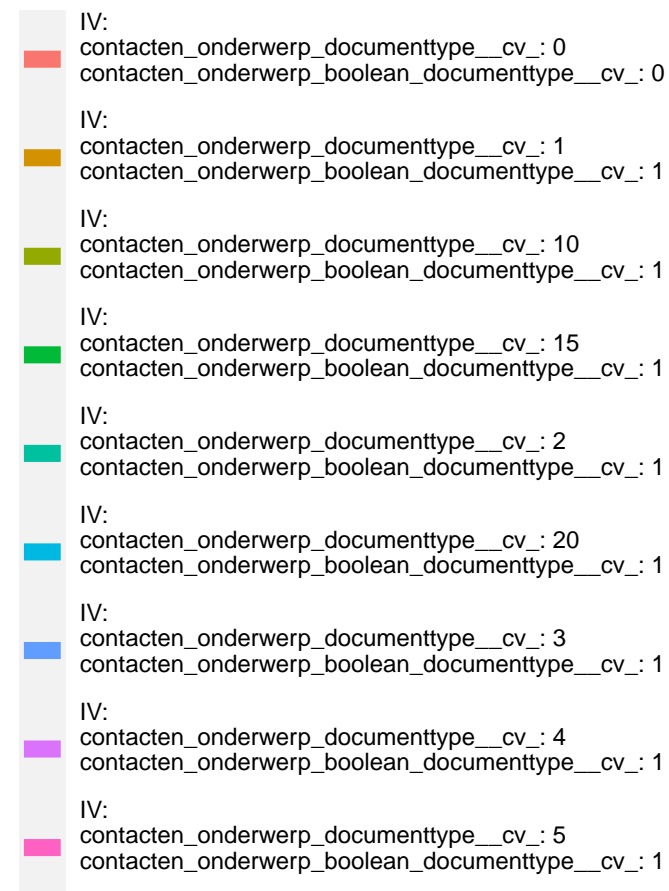 IV:
contacten_onderwerp_documenttype__cv_: 0
contacten_onderwerp_boolean_documenttype__cv_: 0
IV:
contacten_onderwerp_documenttype__cv_: 1
contacten_onderwerp_boolean_documenttype__cv_: 1
IV:
contacten_onderwerp_documenttype__cv_: 10
contacten_onderwerp_boolean_documenttype__cv_: 1
IV:
contacten_onderwerp_documenttype__cv_: 15
contacten_onderwerp_boolean_documenttype__cv_: 1
IV:
contacten_onderwerp_documenttype__cv_: 2
contacten_onderwerp_boolean_documenttype__cv_: 1
IV:
contacten_onderwerp_documenttype__cv_: 20
contacten_onderwerp_boolean_documenttype__cv_: 1
IV:
contacten_onderwerp_documenttype__cv_: 3
contacten_onderwerp_boolean_documenttype__cv_: 1
IV:
contacten_onderwerp_documenttype__cv_: 4
contacten_onderwerp_boolean_documenttype__cv_: 1
IV:
contacten_onderwerp_documenttype__cv_: 5
contacten_onderwerp_boolean_documenttype__cv_: 1